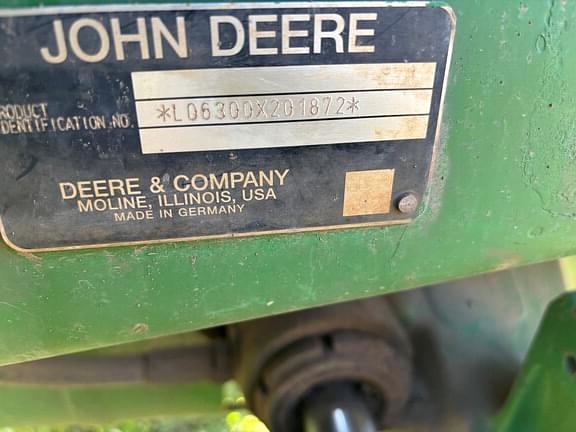 JOHN DEERE
PRODUCT
IDENTIFICATION NO.
*L06300X201872*
DEERE & COMPANY
MOLINE, ILLINOIS, USA
MADE IN GERMANY